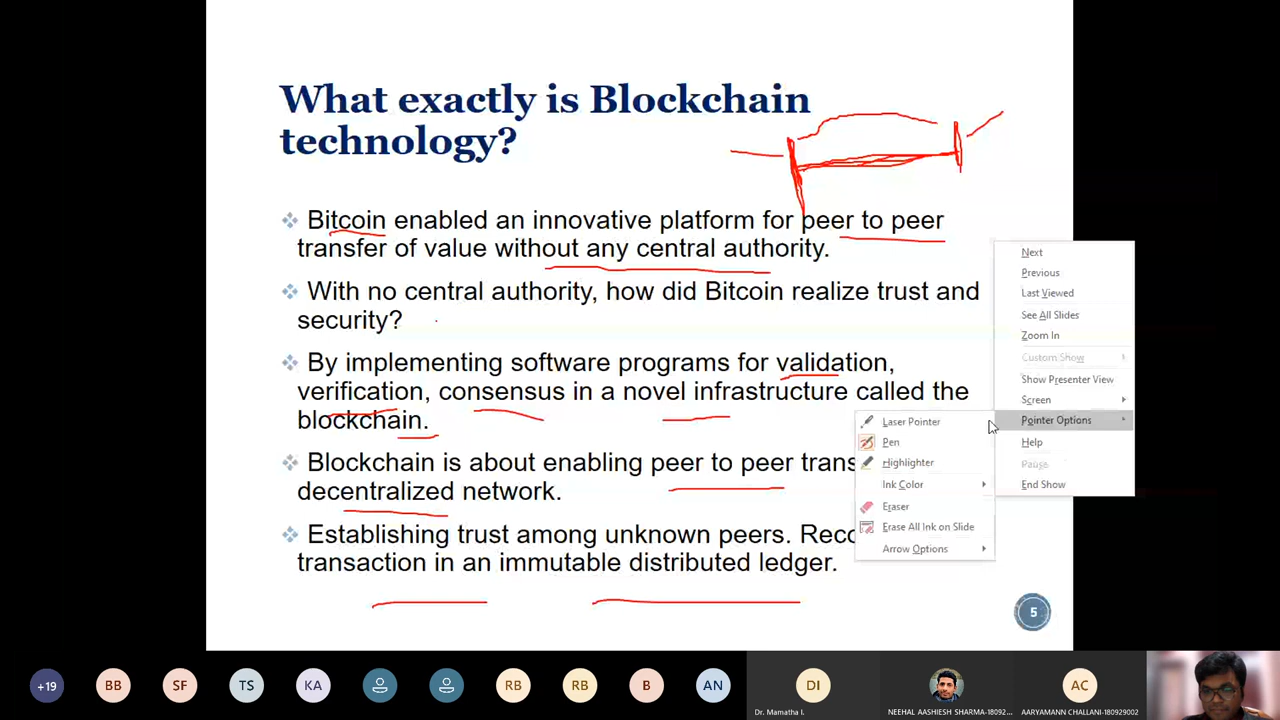 What exactly is Blockchain
technology?
Bitcoin enabled an innovative platform for peer to peer
transfer of value without any central authority.
With no central authority, how did Bitcoin realize trust and
security?
By implementing software programs for validation,
verification, consensus in a novel infrastructure called the
blockchain.
Blockchain is about enabling peer to peer trans
decentralized network.
Establishing trust among unknown peers. Reco
transaction in an immutable distributed ledger.
5
Next
Previous
Last Viewed
See All Slides
Zoom In
Custom Show
Show Presenter View
Screen
Pointer Options
Help
Pause
End Show
Laser Pointer
Pen
Highlighter
Ink Color
Eraser
Erase All Ink on Slide
Arrow Options
+19
BB
SF
TS
KA
RB
RB
B
AN
DI
AC
Dr. Mamatha I.
NEEHAL AASHIESH SHARMA-18092...
AARYAMANN CHALLANI-180929002